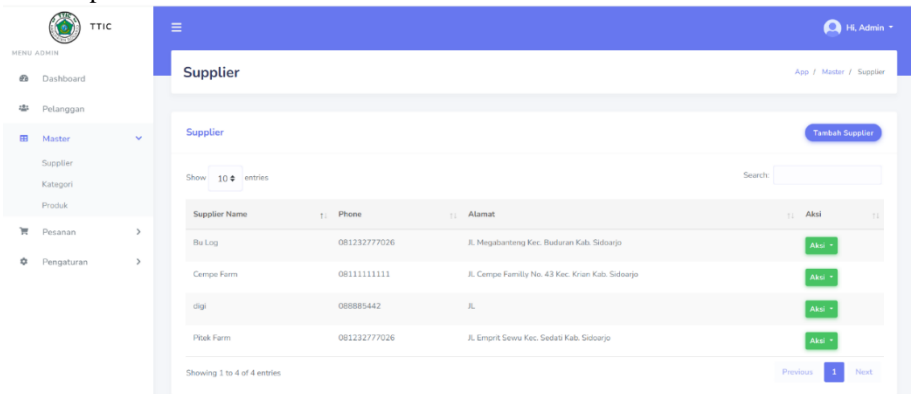 TTIC
Hi, Admin
MENU ADMIN
Dashboard
Pelanggan
Master
Supplier
Kategori
Produk
Pesanan
Pengaturan
Supplier
App / Master / Supplier
Supplier
Tambah Supplier
Show 10 entries
Search:
Supplier Name Phone Alamat Aksi
Bu Log 081232777026 JL Megabanteng Kec. Buduran Kab. Sidoarjo Aksi
Cempe Farm 08111111111 JL Cempe Familly No. 43 Kec. Krian Kab. Sidoarjo Aksi
digi 088885442 JL Aksi
Pitek Farm 081232777026 JL Emprit Sewu Kec. Sedati Kab. Sidoarjo Aksi
Showing 1 to 4 of 4 entries
Previous 1 Next